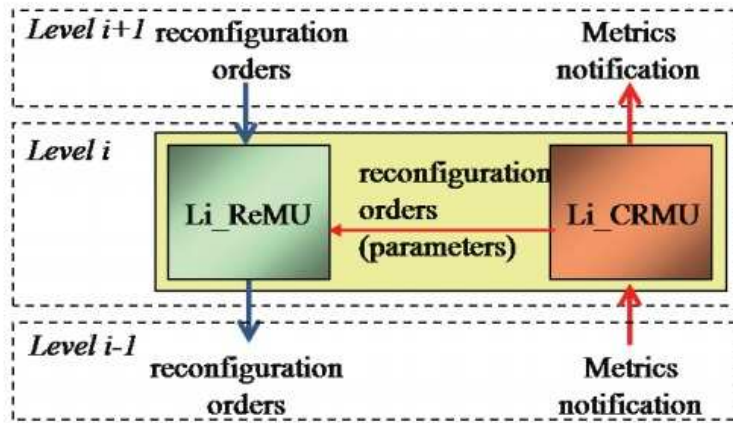 Level i+1
reconfiguration
orders
Metrics
notification
Level i
Li_ReMU
reconfiguration
orders
(parameters)
Li_CRMU
Level i-1
reconfiguration
orders
Metrics
notification